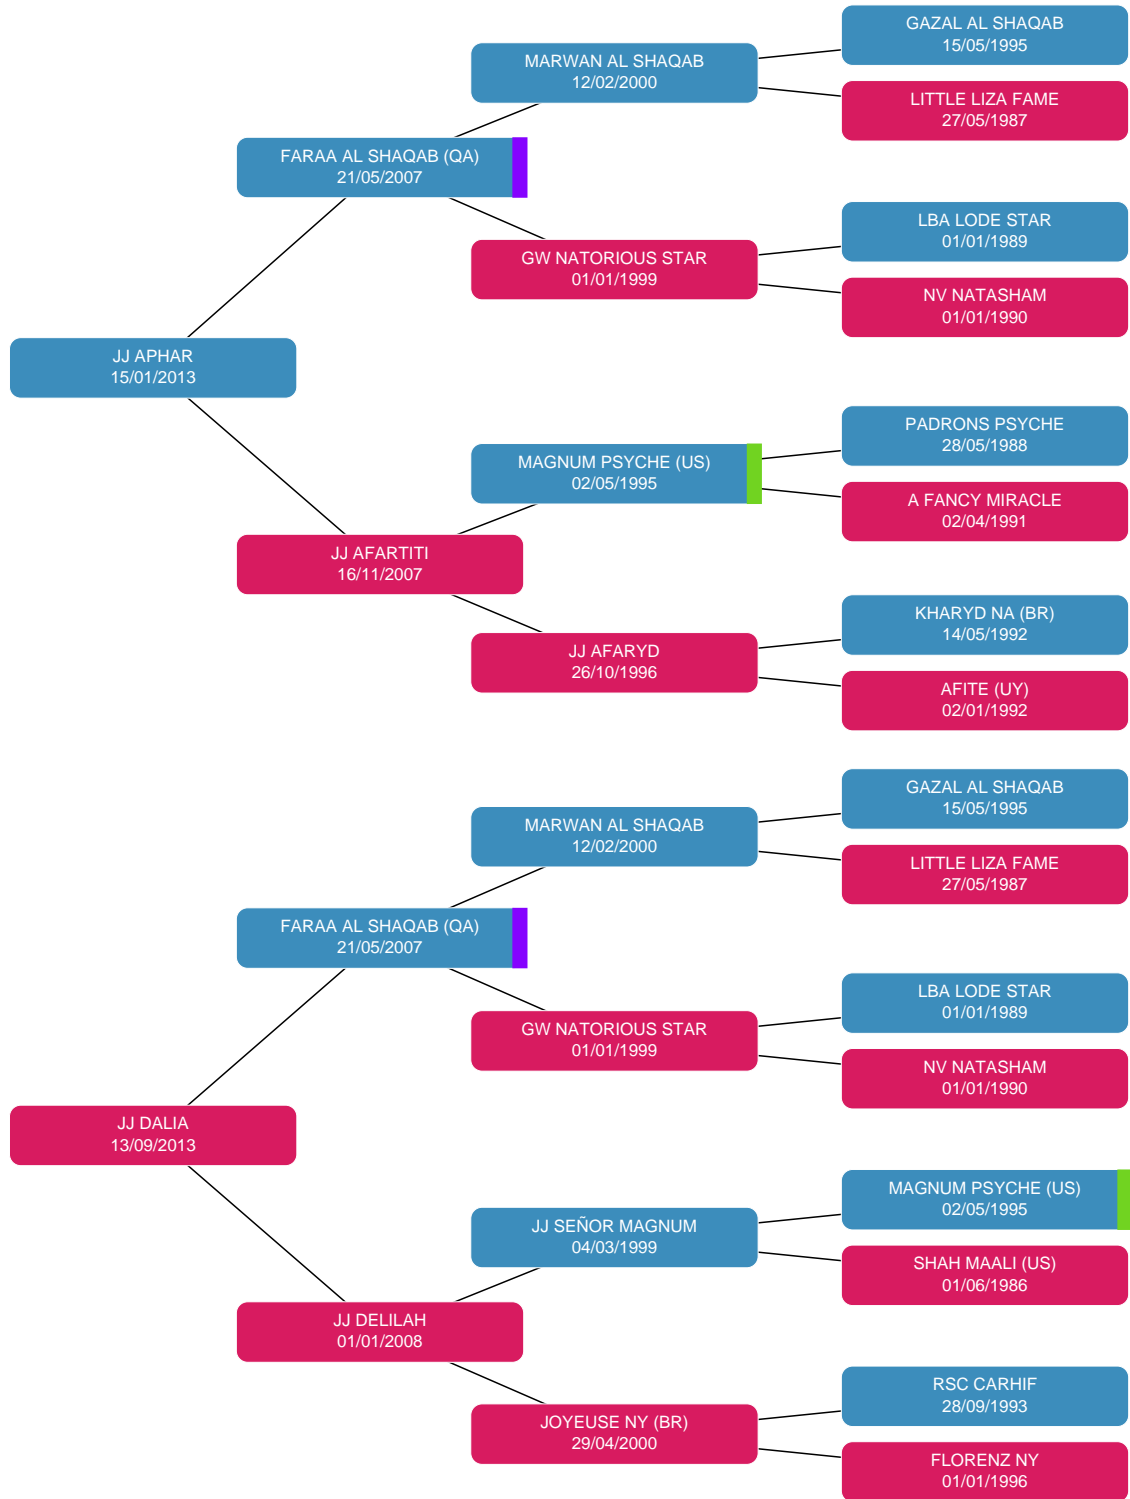 GAZAL AL SHAQAB
15/05/1995
MARWAN AL SHAQAB
12/02/2000
LITTLE LIZA FAME
27/05/1987
FARAA AL SHAQAB (QA)
21/05/2007
LBA LODE STAR
01/01/1989
GW NATORIOUS STAR
01/01/1999
NV NATASHAM
01/01/1990
JJ APHAR
15/01/2013
PADRONS PSYCHE
28/05/1988
MAGNUM PSYCHE (US)
02/05/1995
A FANCY MIRACLE
02/04/1991
JJ AFARTITI
16/11/2007
KHARYD NA (BR)
14/05/1992
JJ AFARYD
26/10/1996
AFITE (UY)
02/01/1992
GAZAL AL SHAQAB
15/05/1995
MARWAN AL SHAQAB
12/02/2000
LITTLE LIZA FAME
27/05/1987
FARAA AL SHAQAB (QA)
21/05/2007
LBA LODE STAR
01/01/1989
GW NATORIOUS STAR
01/01/1999
NV NATASHAM
01/01/1990
JJ DALIA
13/09/2013
MAGNUM PSYCHE (US)
02/05/1995
JJ SEÑOR MAGNUM
04/03/1999
SHAH MAALI (US)
01/06/1986
JJ DELILAH
01/01/2008
RSC CARHIF
28/09/1993
JOYEUSE NY (BR)
29/04/2000
FLORENZ NY
01/01/1996